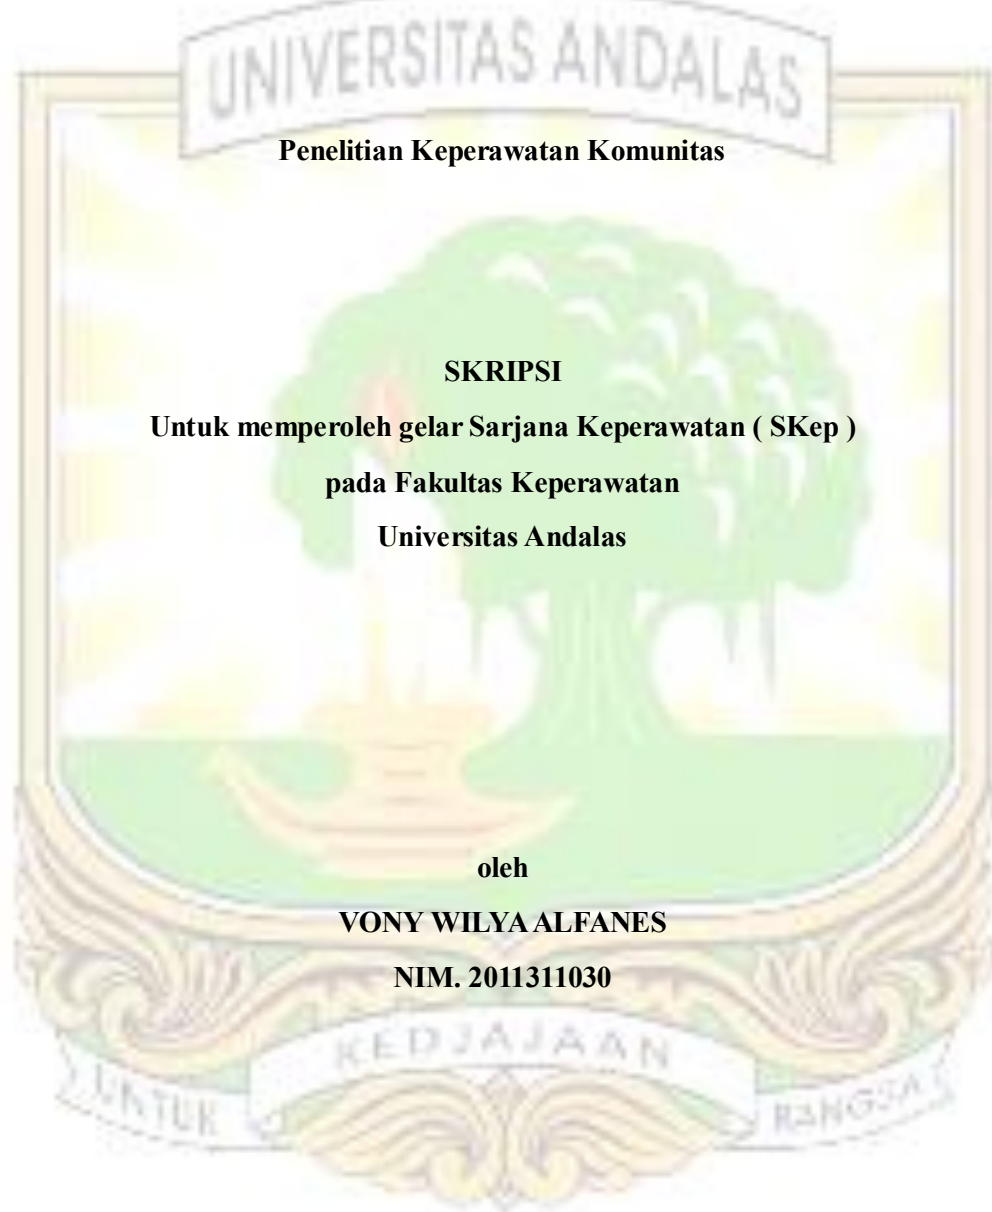 UNIVERSITAS ANDALAS
Penelitian Keperawatan Komunitas
SKRIPSI
Untuk memperoleh gelar Sarjana Keperawatan ( SKep )
pada Fakultas Keperawatan
Universitas Andalas
oleh
VONY WILYA ALFANES
NIM. 2011311030
KEDJAJAAN
UNTUK BANGSA